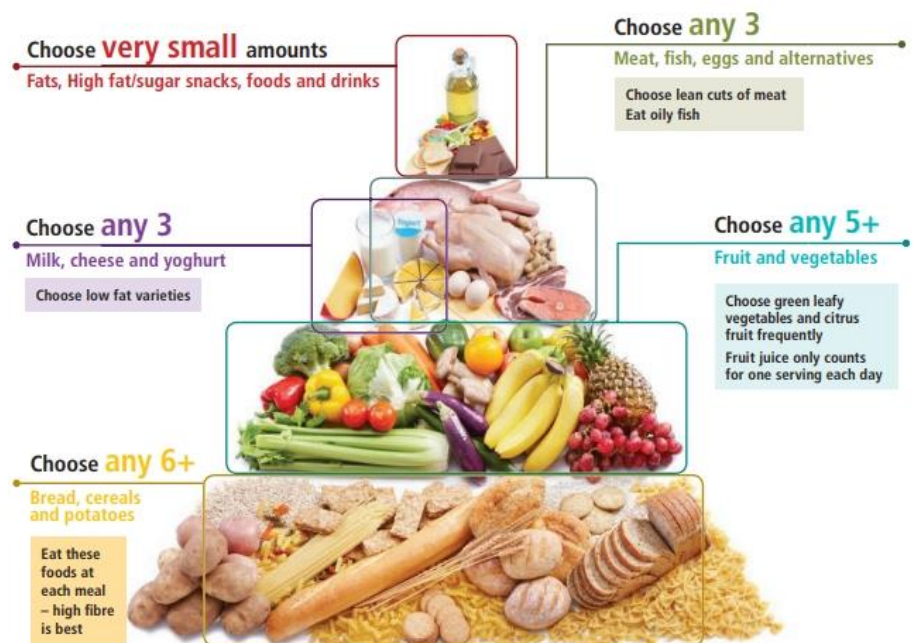 Choose very small amounts
Fats, High fat/sugar snacks, foods and drinks
Choose any 3
Meat, fish, eggs and alternatives
Choose lean cuts of meat
Eat oily fish
Choose any 3
Milk, cheese and yoghurt
Choose low fat varieties
Yogurt
Choose any 5+
Fruit and vegetables
Choose green leafy
vegetables and citrus
fruit frequently
Fruit juice only counts
for one serving each day
Choose any 6+
Bread, cereals
and potatoes
Eat these
foods at
each meal
– high fibre
is best